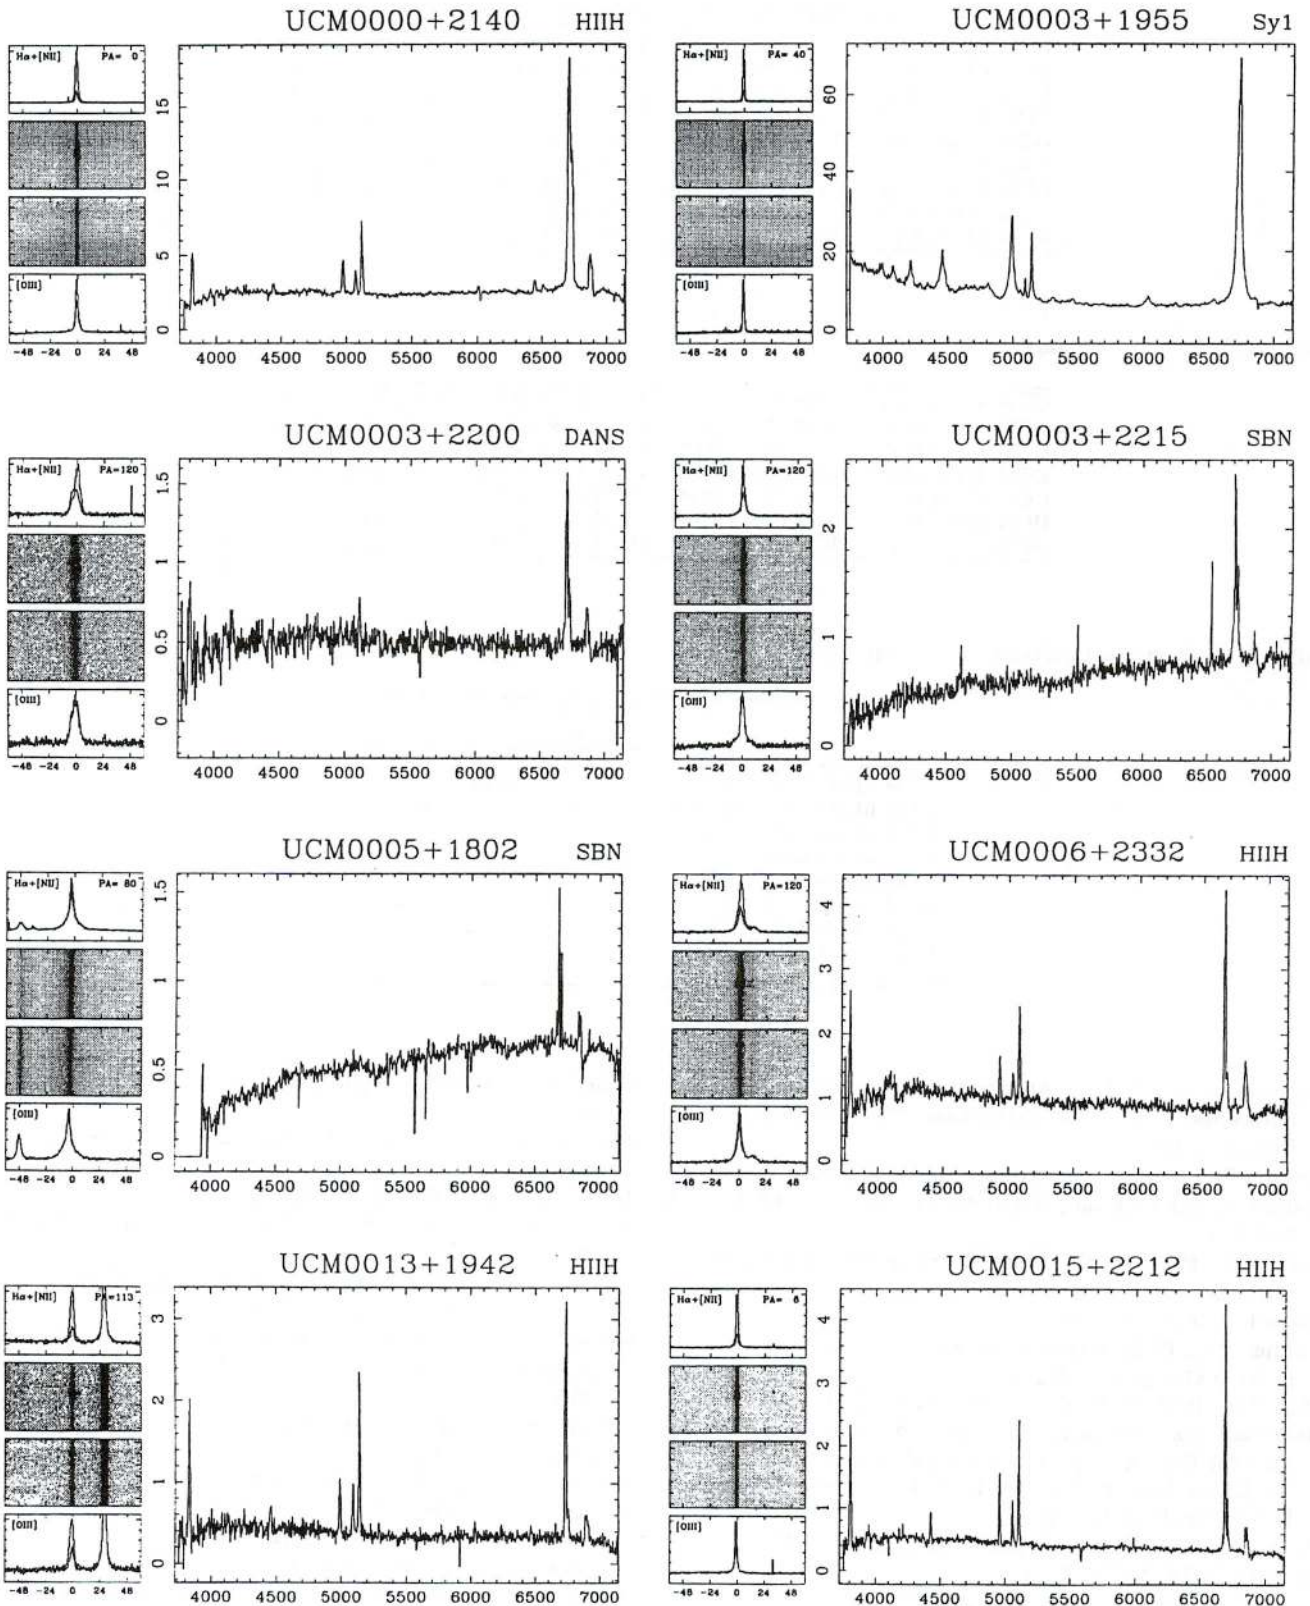 UCM0000+2140 HIIH
Hα+[NII] PA= 0
15
10
5
0
[OIII]
-48 -24 0 24 48
4000 4500 5000 5500 6000 6500 7000
UCM0003+1955 Sy1
Hα+[NII] PA= 40
60
40
20
0
[OIII]
-48 -24 0 24 48
4000 4500 5000 5500 6000 6500 7000
UCM0003+2200 DANS
Hα+[NII] PA=120
1.5
1
0.5
0
[OIII]
-48 -24 0 24 48
4000 4500 5000 5500 6000 6500 7000
UCM0003+2215 SBN
Hα+[NII] PA=120
2
1
0
[OIII]
-48 -24 0 24 48
4000 4500 5000 5500 6000 6500 7000
UCM0005+1802 SBN
Hα+[NII] PA= 80
1.5
1
0.5
0
[OIII]
-48 -24 0 24 48
4000 4500 5000 5500 6000 6500 7000
UCM0006+2332 HIIH
Hα+[NII] PA=120
4
3
2
1
0
[OIII]
-48 -24 0 24 48
4000 4500 5000 5500 6000 6500 7000
UCM0013+1942 HIIH
Hα+[NII] PA=113
3
2
1
0
[OIII]
-48 -24 0 24 48
4000 4500 5000 5500 6000 6500 7000
UCM0015+2212 HIIH
Hα+[NII] PA= 6
4
3
2
1
0
[OIII]
-48 -24 0 24 48
4000 4500 5000 5500 6000 6500 7000